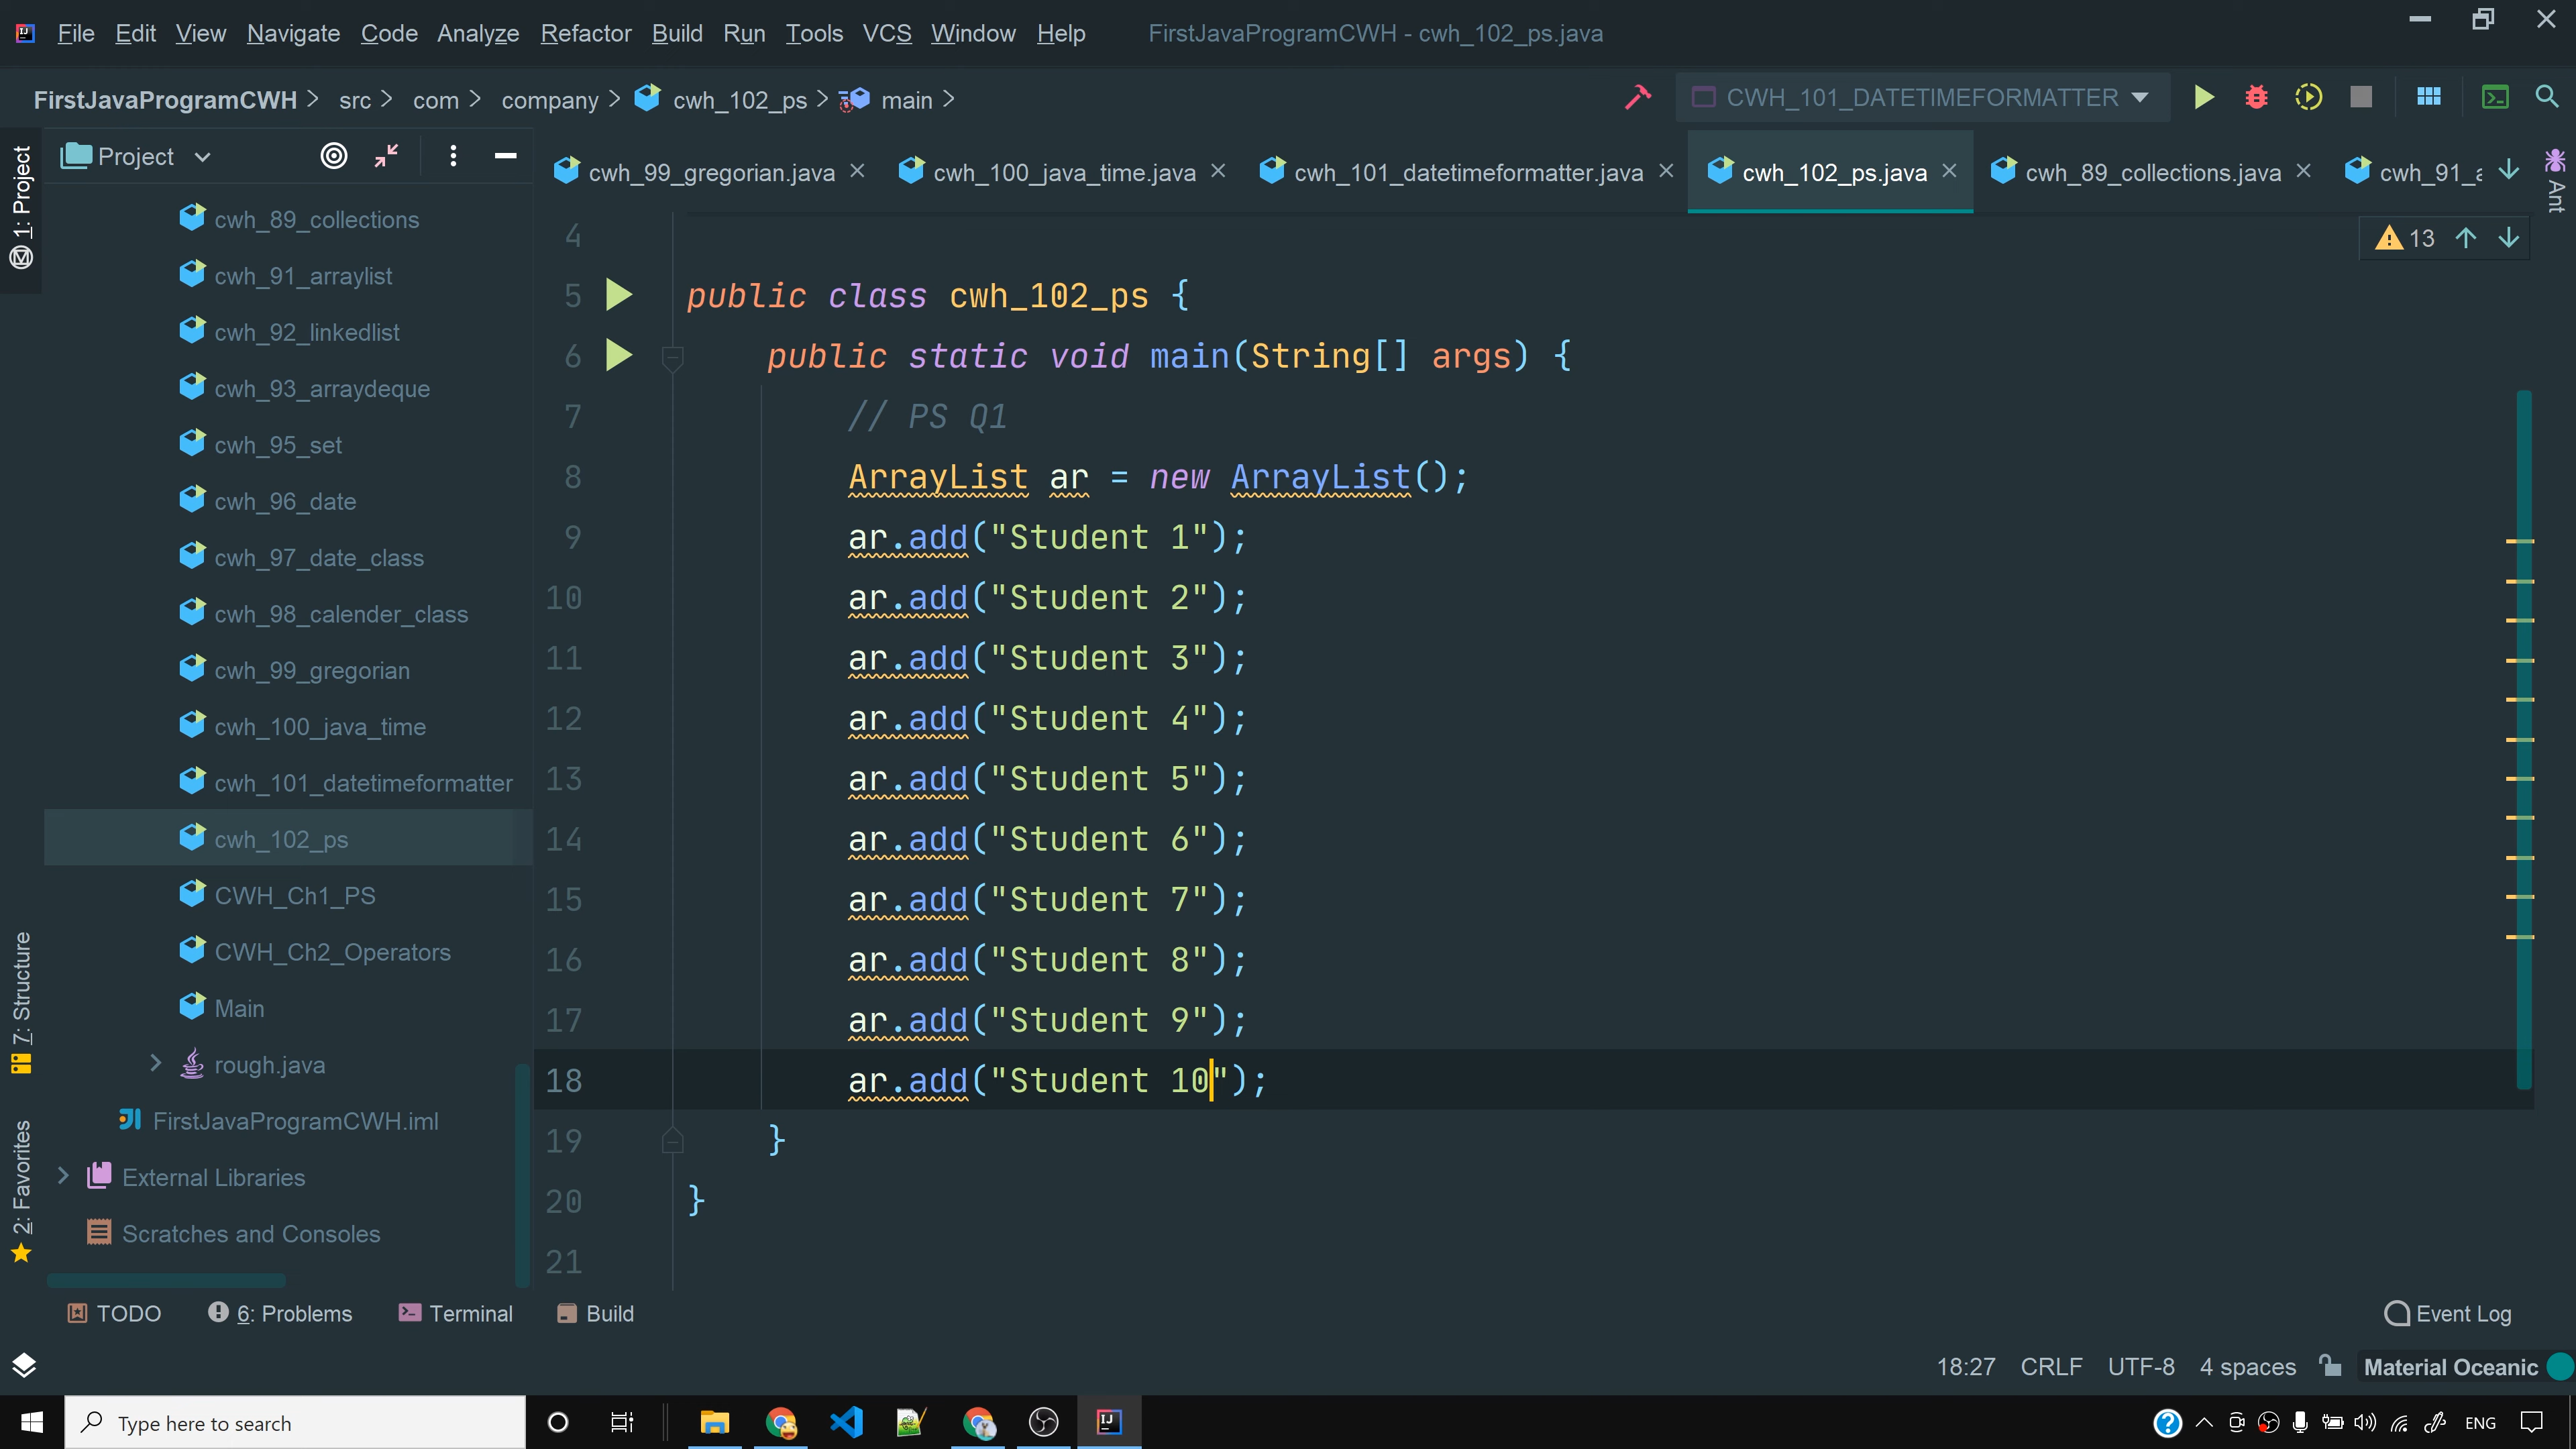 File Edit View Navigate Code Analyze Refactor Build Run Tools VCS Window Help FirstJavaProgramCWH - cwh_102_ps.java
FirstJavaProgramCWH > src > com > company > cwh_102_ps > main > CWH_101_DATETIMEFORMATTER
Project
cwh_99_gregorian.java cwh_100_java_time.java cwh_101_datetimeformatter.java cwh_102_ps.java cwh_89_collections.java cwh_91_
1: Project
Ant
13
cwh_89_collections
cwh_91_arraylist
cwh_92_linkedlist
cwh_93_arraydeque
cwh_95_set
cwh_96_date
cwh_97_date_class
cwh_98_calender_class
cwh_99_gregorian
cwh_100_java_time
cwh_101_datetimeformatter
cwh_102_ps
CWH_Ch1_PS
CWH_Ch2_Operators
Main
rough.java
FirstJavaProgramCWH.iml
External Libraries
Scratches and Consoles
7: Structure
2: Favorites
4
5 public class cwh_102_ps {
6 public static void main(String[] args) {
7 // PS Q1
8 ArrayList ar = new ArrayList();
9 ar.add("Student 1");
10 ar.add("Student 2");
11 ar.add("Student 3");
12 ar.add("Student 4");
13 ar.add("Student 5");
14 ar.add("Student 6");
15 ar.add("Student 7");
16 ar.add("Student 8");
17 ar.add("Student 9");
18 ar.add("Student 10");
19 }
20 }
21
TODO 6: Problems Terminal Build Event Log
18:27 CRLF UTF-8 4 spaces Material Oceanic
Type here to search ENG